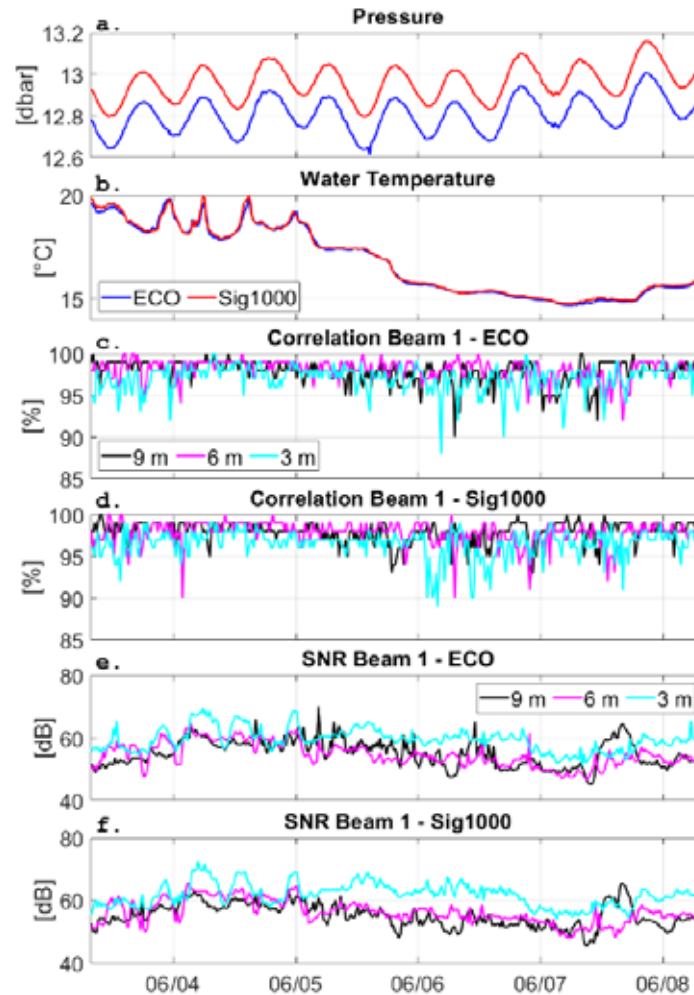 a. Pressure
13.2
13
12.8
12.6
[dbar]
b. Water Temperature
20
15
[°C]
ECO Sig1000
c. Correlation Beam 1 - ECO
100
95
90
85
[%]
9 m 6 m 3 m
d. Correlation Beam 1 - Sig1000
100
95
90
85
[%]
e. SNR Beam 1 - ECO
80
60
40
[dB]
9 m 6 m 3 m
f. SNR Beam 1 - Sig1000
80
60
40
[dB]
06/04 06/05 06/06 06/07 06/08